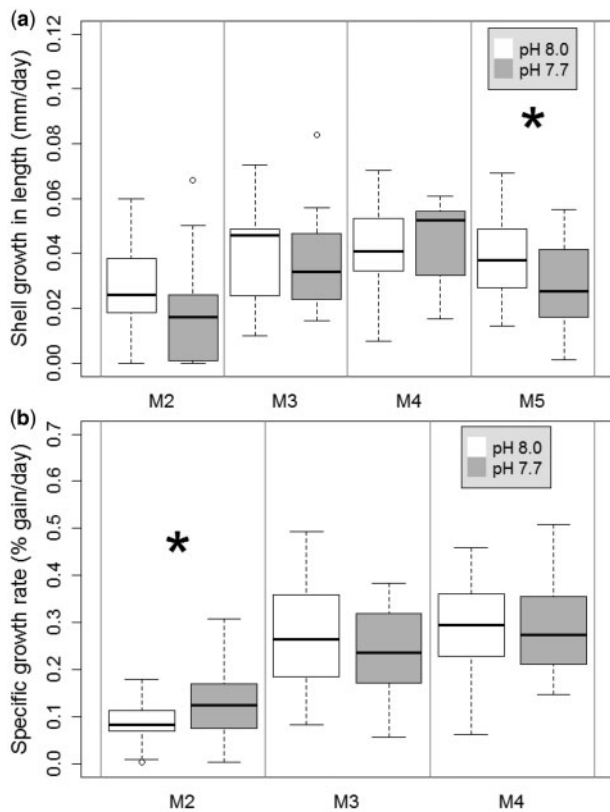 (a)
Shell growth in length (mm/day)
0.12
0.10
0.08
0.06
0.04
0.02
0.00
pH 8.0
pH 7.7
*
M2 M3 M4 M5
(b)
Specific growth rate (% gain/day)
0.7
0.6
0.5
0.4
0.3
0.2
0.1
0.0
pH 8.0
pH 7.7
*
M2 M3 M4